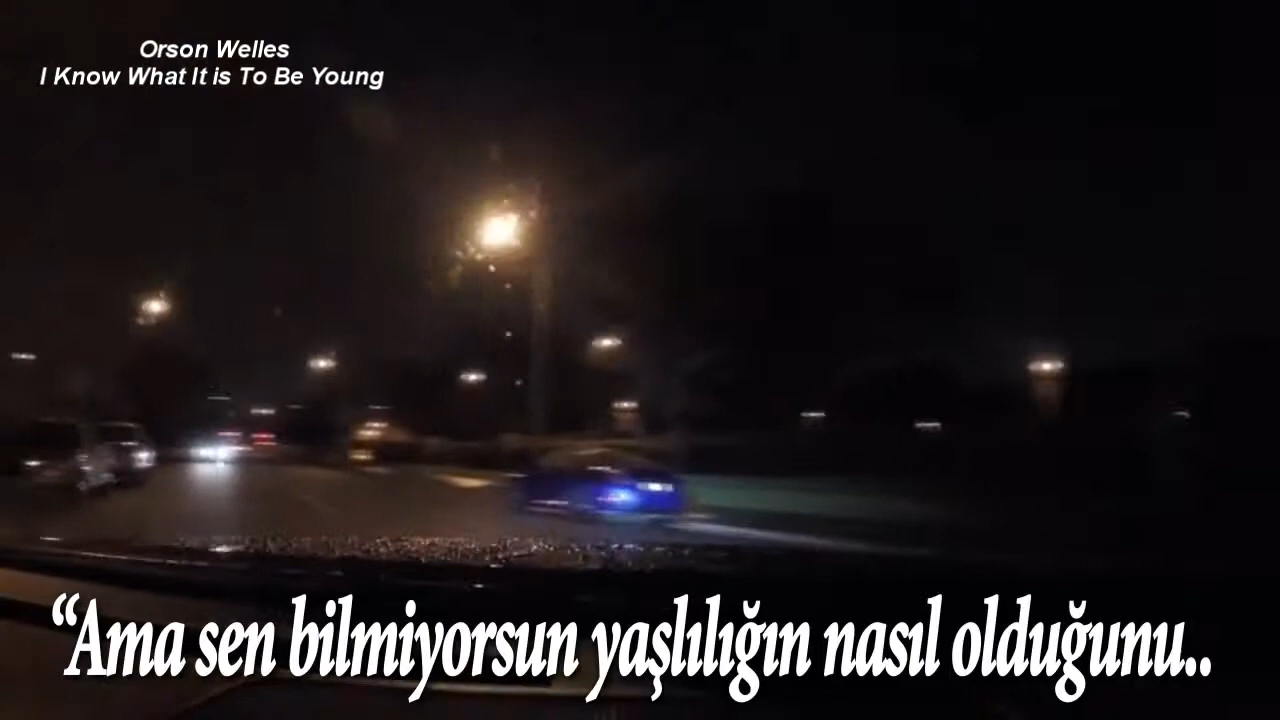 Orson Welles
I Know What It is To Be Young
“Ama sen bilmiyorsun yaşlılığın nasıl olduğunu..